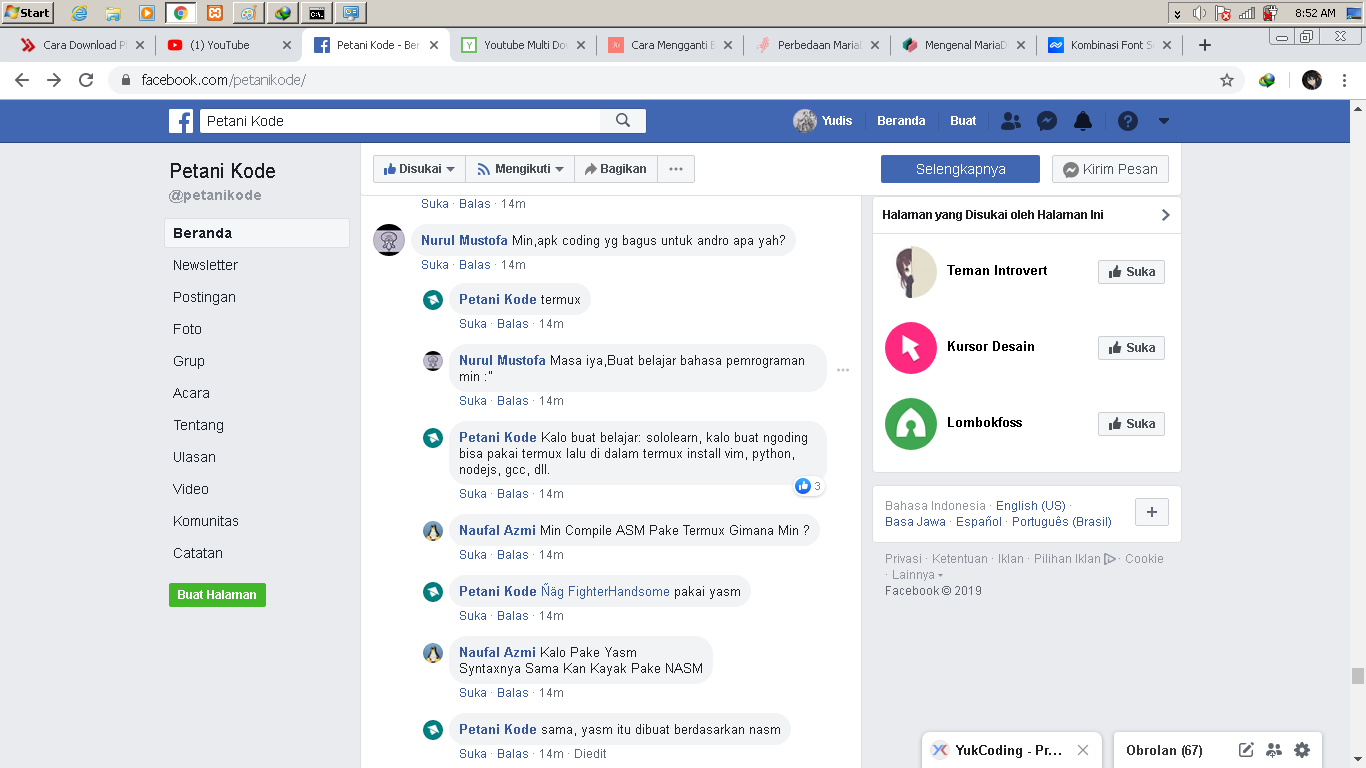 Start
8:52 AM
Cara Download P
(1) YouTube
Petani Kode - Ber
Youtube Multi Do
Cara Mengganti
Perbedaan Maria
Mengenal MariaD
Kombinasi Font S
facebook.com/petanikode/
Petani Kode
Yudis
Beranda
Buat
Petani Kode
@petanikode
Beranda
Newsletter
Postingan
Foto
Grup
Acara
Tentang
Ulasan
Video
Komunitas
Catatan
Buat Halaman
Disukai
Mengikuti
Bagikan
Selengkapnya
Kirim Pesan
Suka · Balas · 14m
Nurul Mustofa Min,apk coding yg bagus untuk andro apa yah?
Suka · Balas · 14m
Petani Kode termux
Suka · Balas · 14m
Nurul Mustofa Masa iya,Buat belajar bahasa pemrograman
min :"
Suka · Balas · 14m
Petani Kode Kalo buat belajar: sololearn, kalo buat ngoding
bisa pakai termux lalu di dalam termux install vim, python,
nodejs, gcc, dll.
3
Suka · Balas · 14m
Naufal Azmi Min Compile ASM Pake Termux Gimana Min ?
Suka · Balas · 14m
Petani Kode Ñäg FighterHandsome pakai yasm
Suka · Balas · 14m
Naufal Azmi Kalo Pake Yasm
Syntaxnya Sama Kan Kayak Pake NASM
Suka · Balas · 14m
Petani Kode sama, yasm itu dibuat berdasarkan nasm
Suka · Balas · 14m · Diedit
Halaman yang Disukai oleh Halaman Ini
Teman Introvert
Suka
Kursor Desain
Suka
Lombokfoss
Suka
Bahasa Indonesia · English (US) ·
Basa Jawa · Español · Português (Brasil)
Privasi · Ketentuan · Iklan · Pilihan Iklan · Cookie
· Lainnya
Facebook © 2019
YukCoding - Pr...
Obrolan (67)